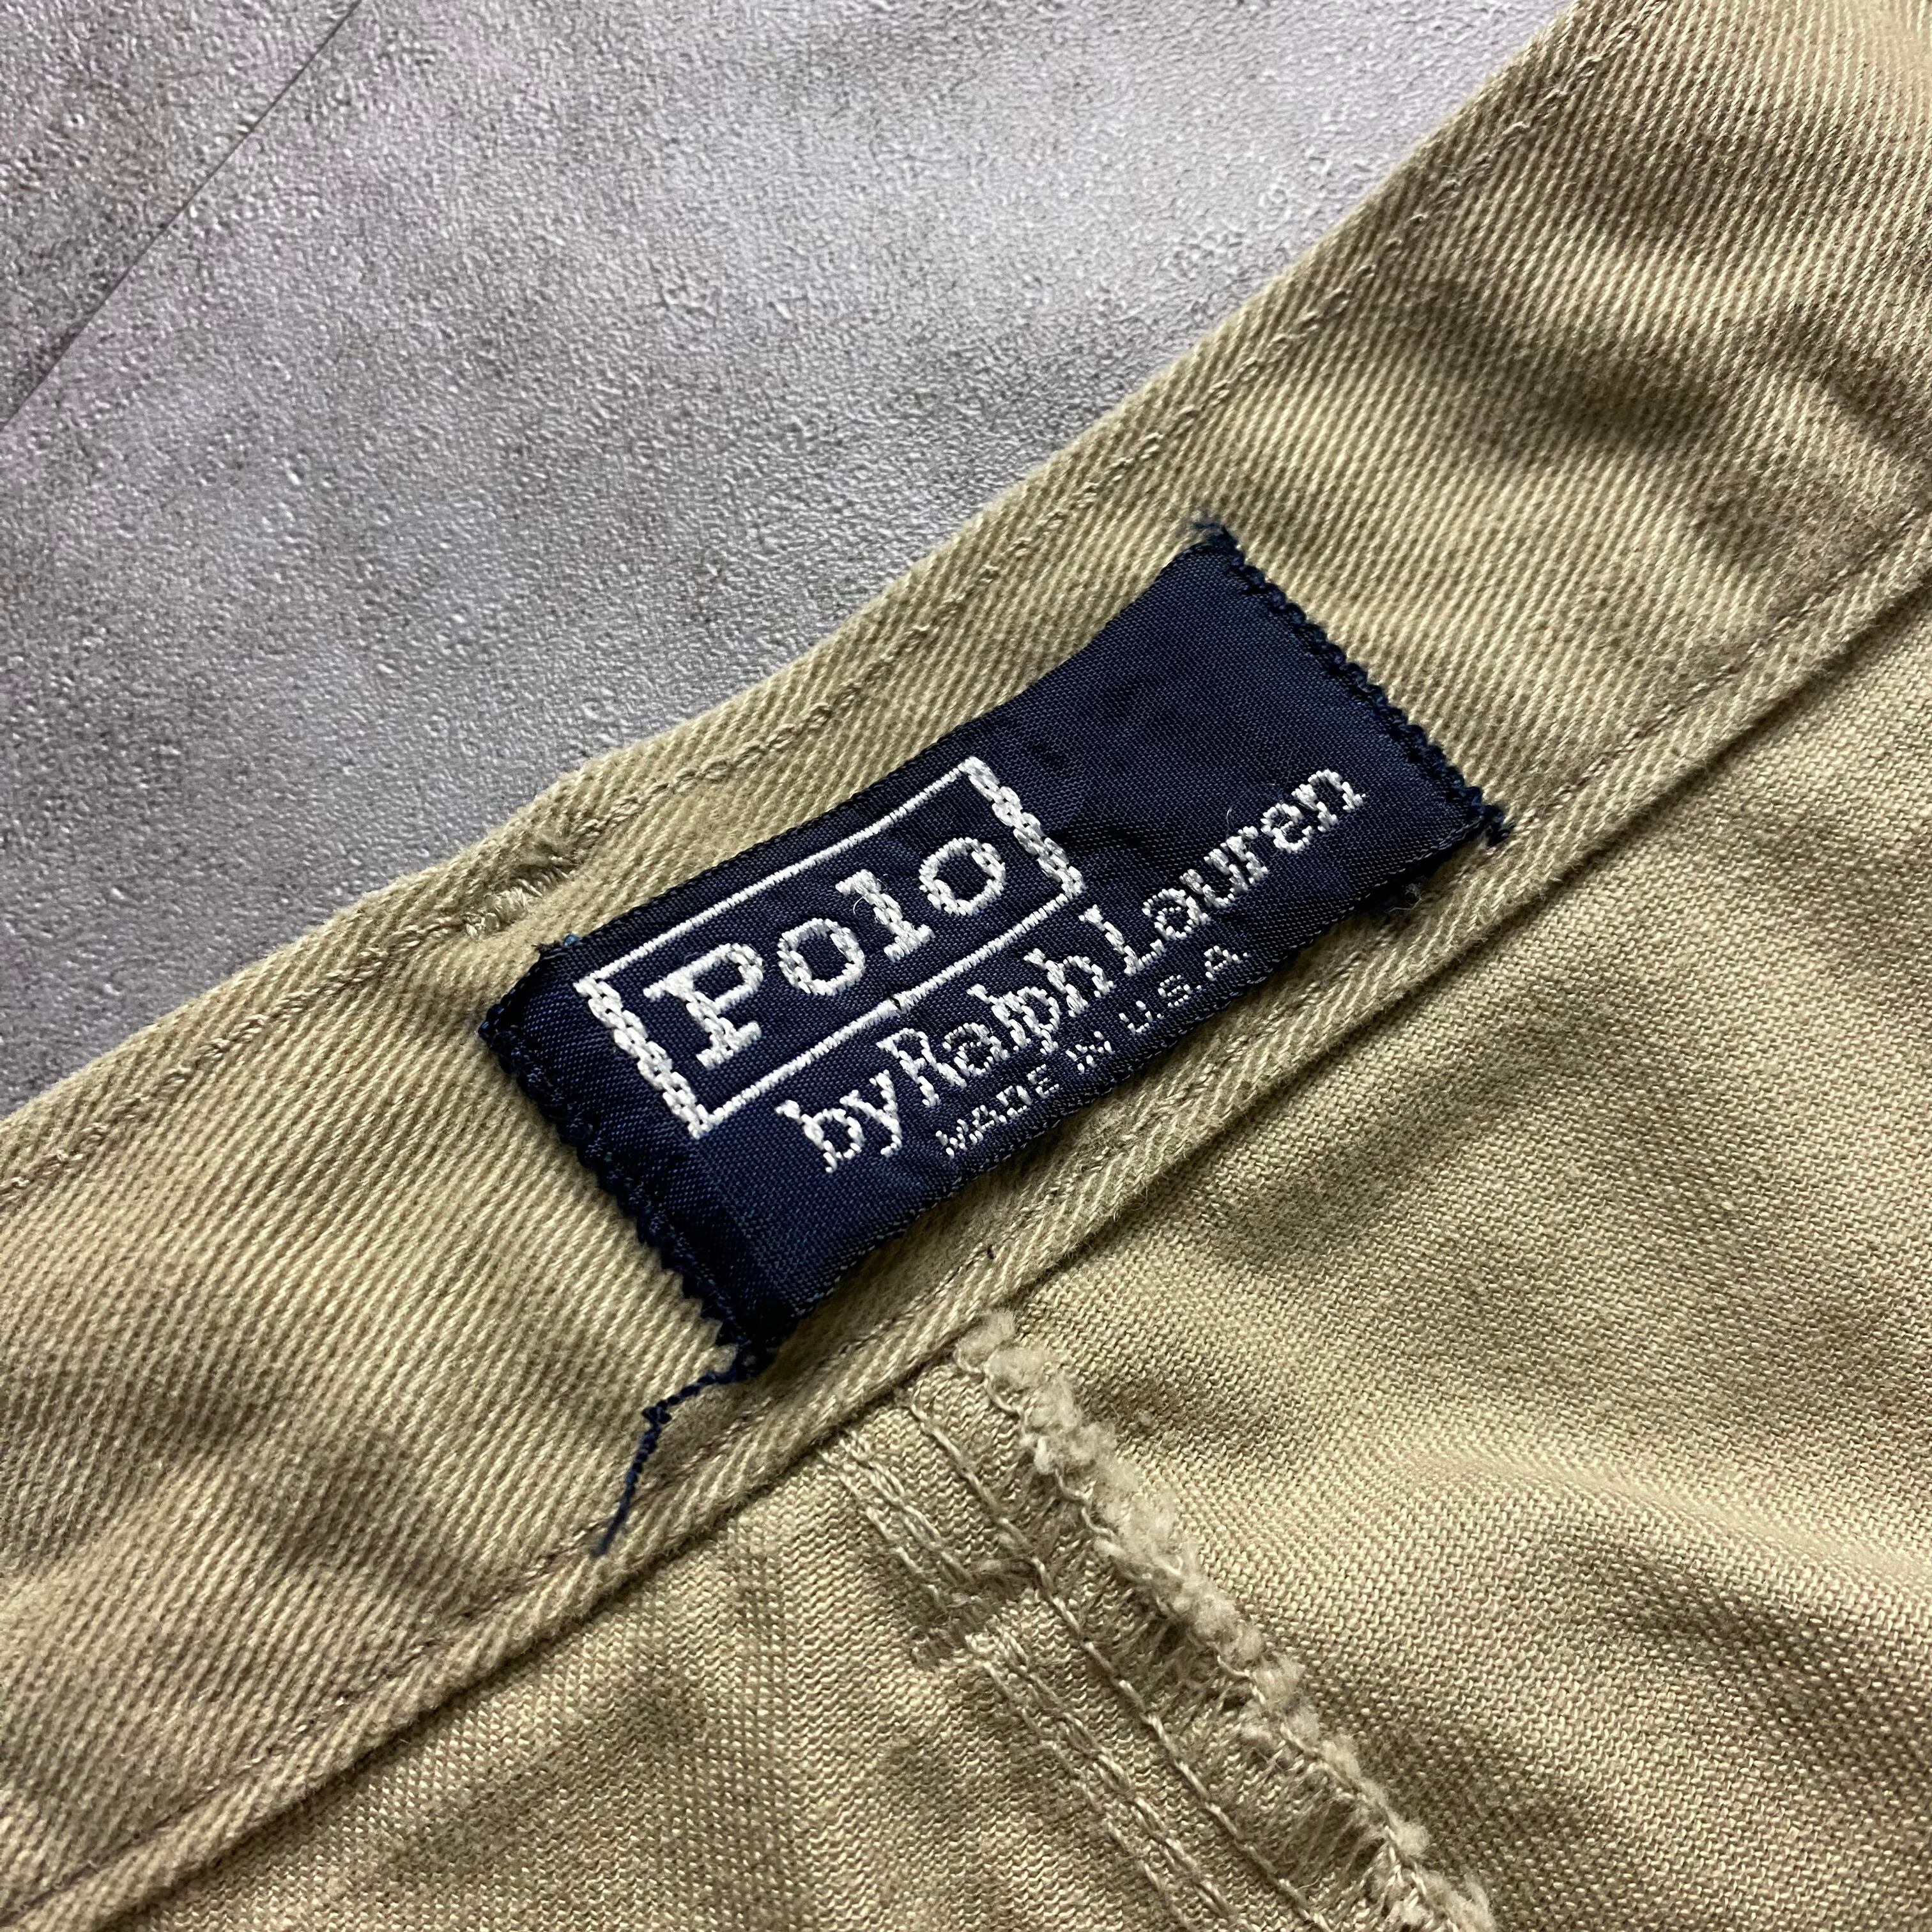 Polo
by Ralph Lauren
MADE IN U.S.A.